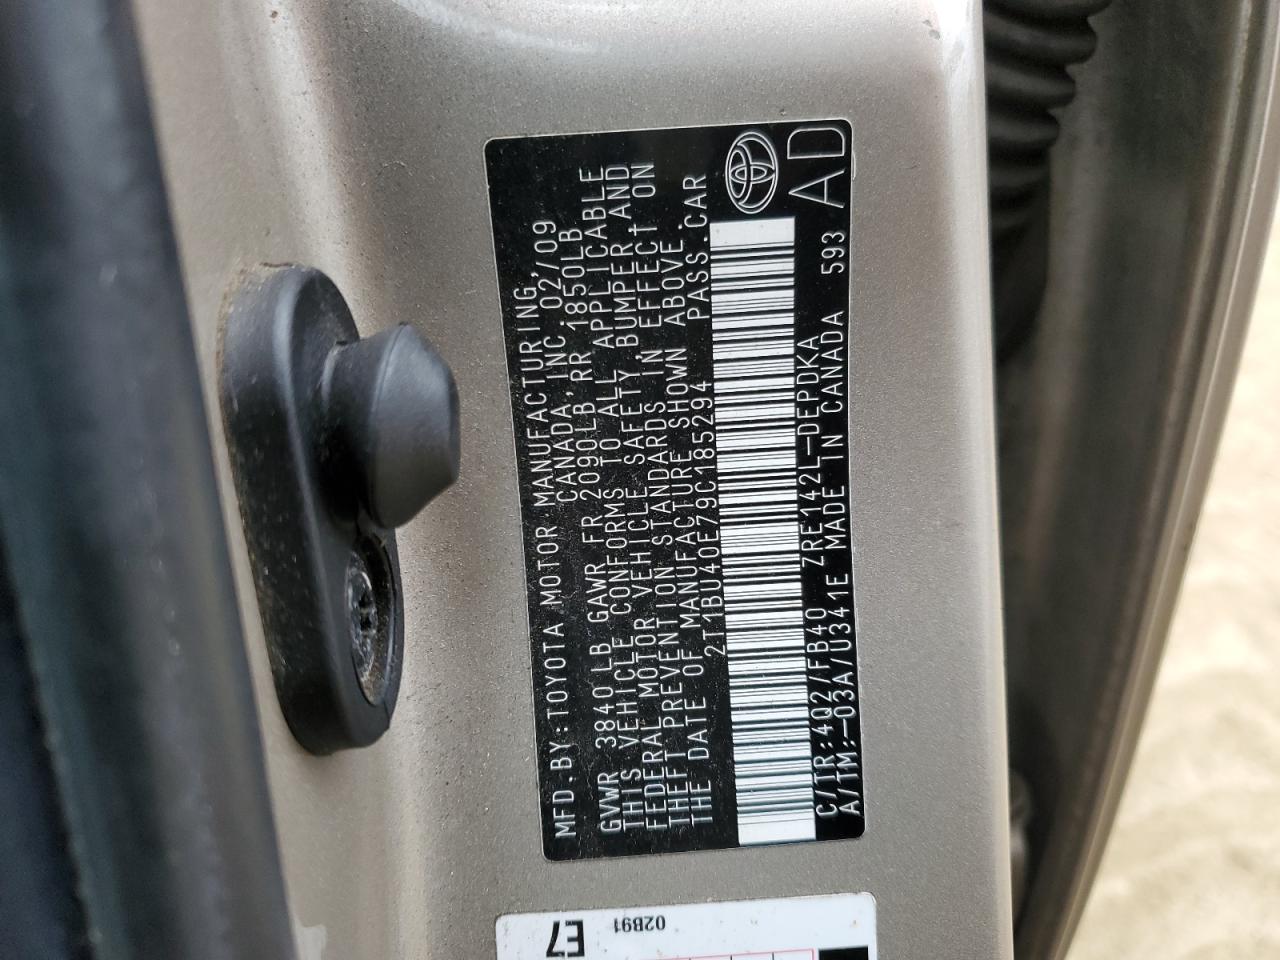 MFD.BY:TOYOTA MOTOR MANUFACTURING,
CANADA,INC.02/09
GVWR 3840LB GAWR FR 2090LB,RR 1850LB
THIS VEHICLE CONFORMS TO ALL APPLICABLE
FEDERAL MOTOR VEHICLE SAFETY, BUMPER, AND
THEFT PREVENTION STANDARDS IN EFFECT ON
THE DATE OF MANUFACTURE SHOWN ABOVE.
2T1BU40E79C185294 PASS.CAR
C/TR:4Q2/FB40 ZRE142L-DEPDKA
A/TM:-03A/U341E MADE IN CANADA 593
AD
E7
02B91